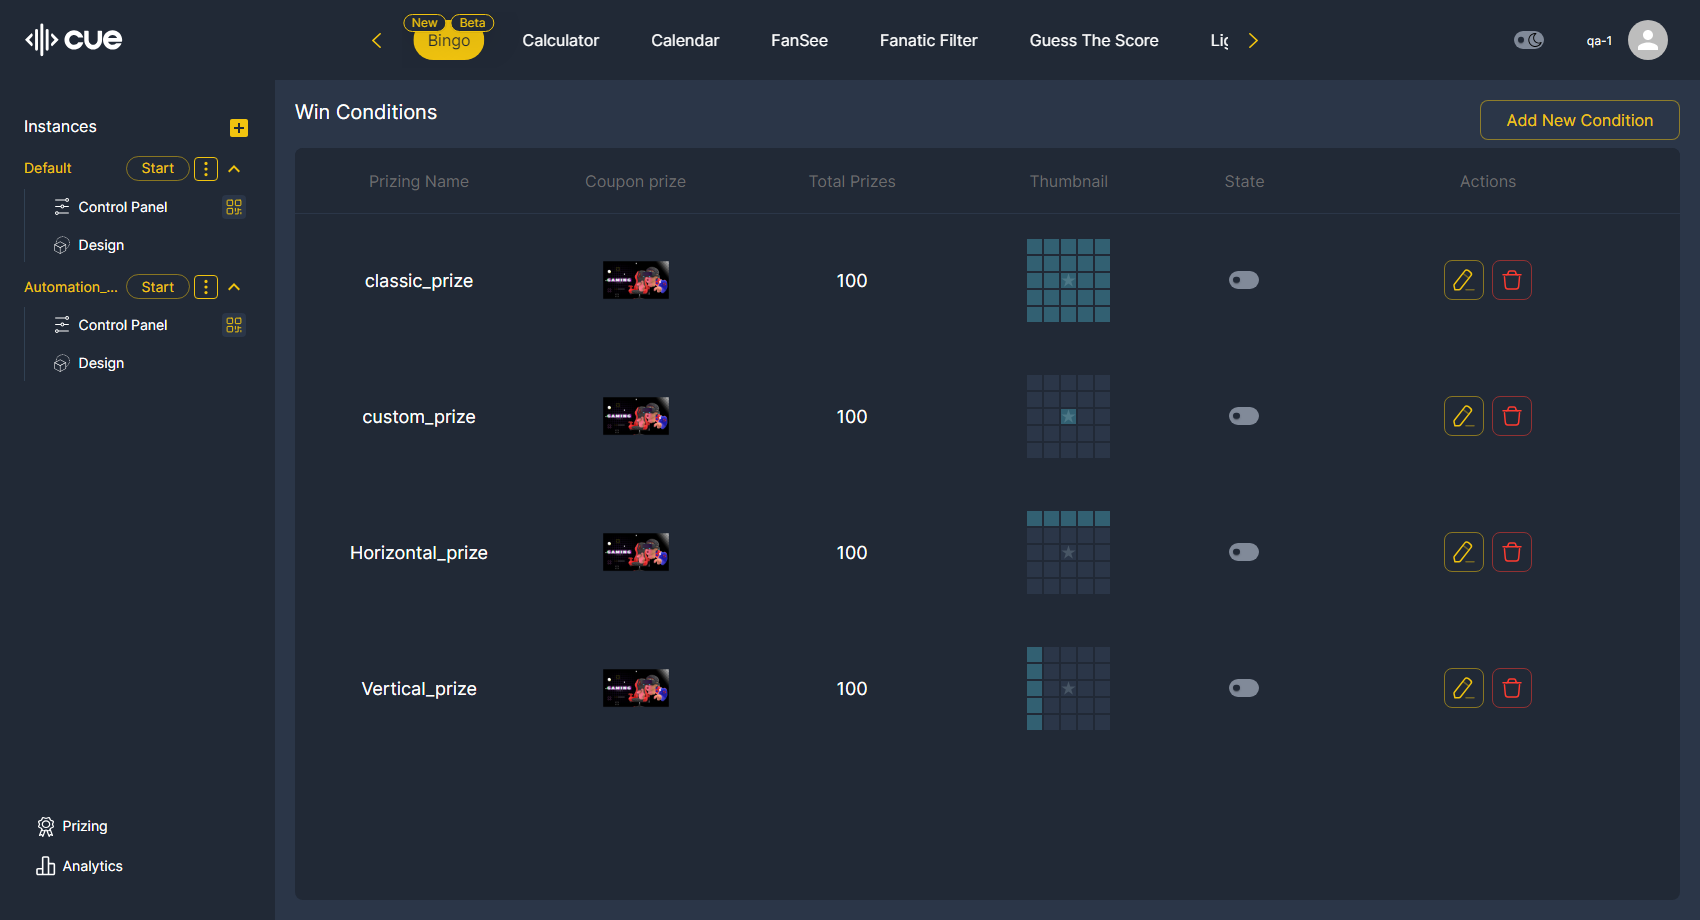 cue
New Beta
Bingo Calculator Calendar FanSee Fanatic Filter Guess The Score
qa-1
Instances
Default Start
Control Panel
Design
Automation_... Start
Control Panel
Design
Prizing
Analytics
Win Conditions
Add New Condition
Prizing Name Coupon prize Total Prizes Thumbnail State Actions
classic_prize GAMING 100
custom_prize GAMING 100
Horizontal_prize GAMING 100
Vertical_prize GAMING 100